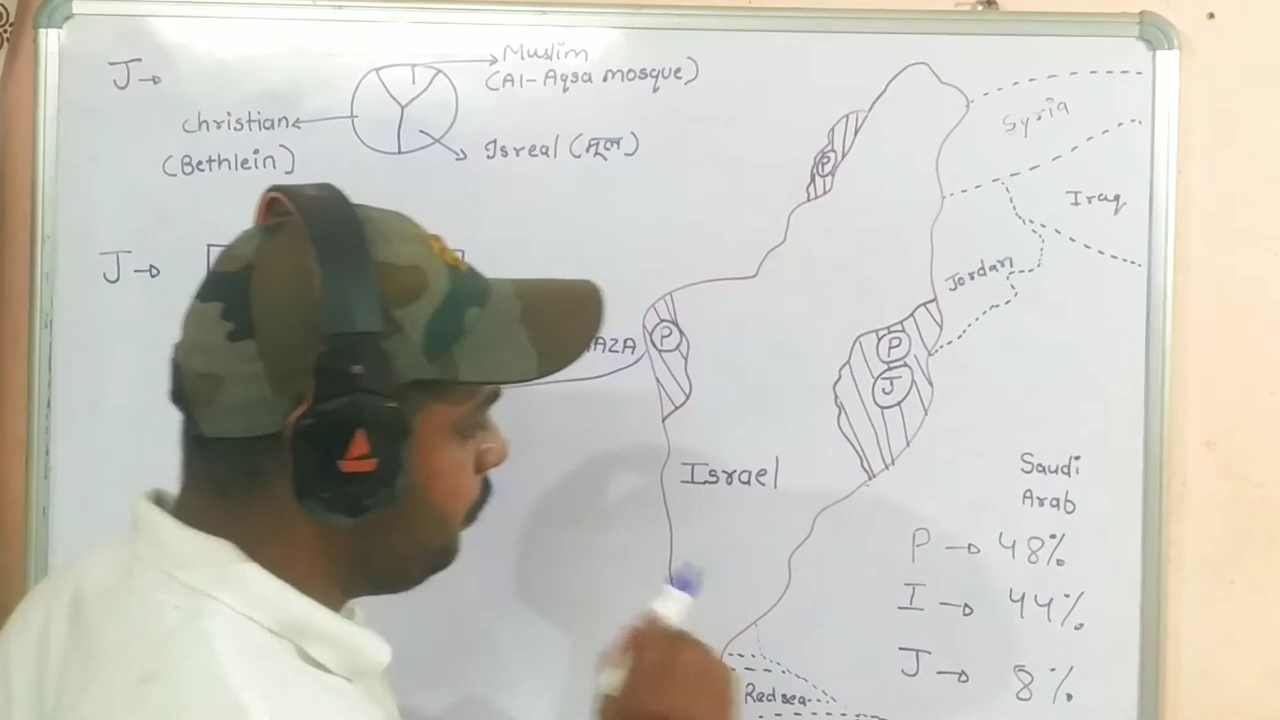 J→
Muslim
(Al-Aqsa mosque)
Christian
(Bethlein)
Isreal (मूल)
J→
P
Syria
Iraq
Jordan
P
AZA
P
J
Israel
Saudi
Arab
P → 48%
I → 44%
J → 8%
Red sea